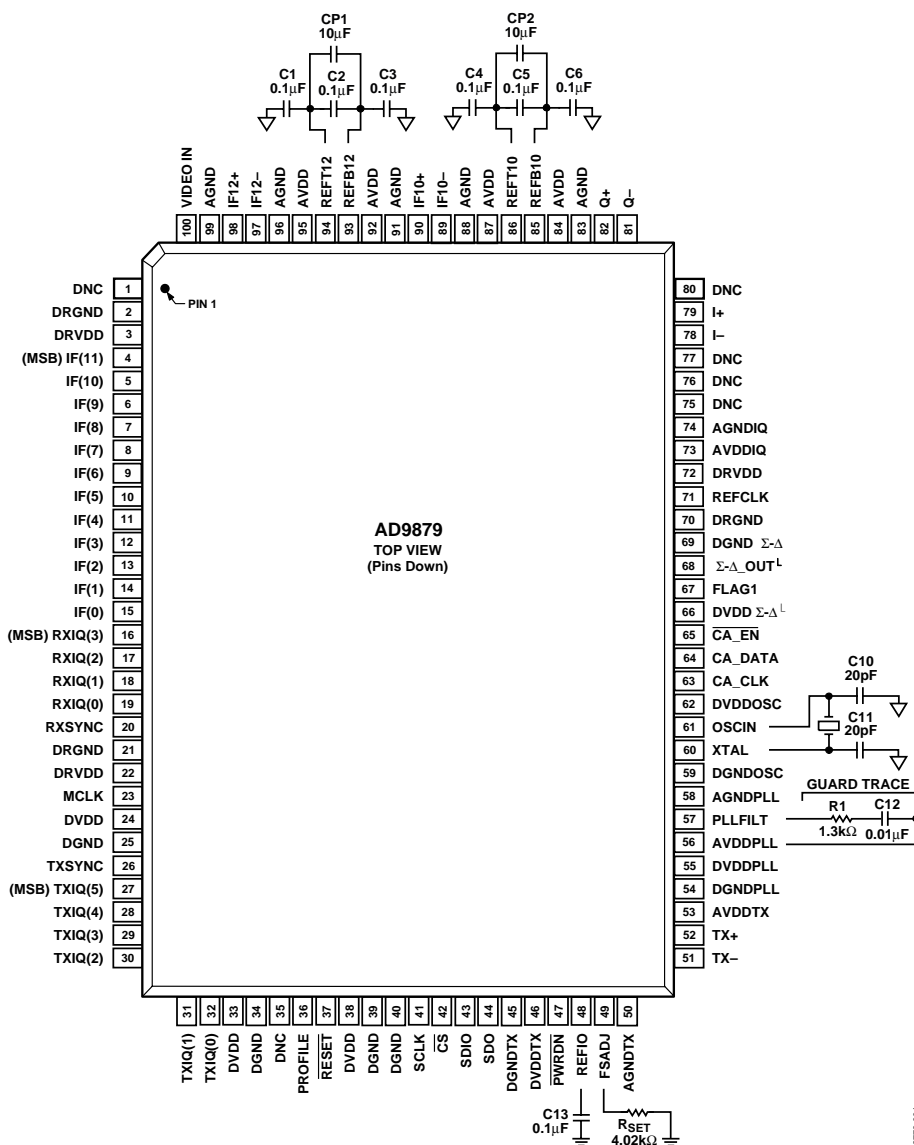 CP1
10µF
C1
0.1µF
C2
0.1µF
C3
0.1µF
CP2
10µF
C4
0.1µF
C5
0.1µF
C6
0.1µF
VIDEO IN
AGND
IF12+
IF12–
AGND
AVDD
REFT12
REFB12
AVDD
AGND
IF10+
IF10–
AGND
AVDD
REFT10
REFB10
AVDD
AGND
Q+
Q–
100
99
98
97
96
95
94
93
92
91
90
89
88
87
86
85
84
83
82
81
PIN 1
DNC 1
DRGND 2
DRVDD 3
(MSB) IF(11) 4
IF(10) 5
IF(9) 6
IF(8) 7
IF(7) 8
IF(6) 9
IF(5) 10
IF(4) 11
IF(3) 12
IF(2) 13
IF(1) 14
IF(0) 15
(MSB) RXIQ(3) 16
RXIQ(2) 17
RXIQ(1) 18
RXIQ(0) 19
RXSYNC 20
DRGND 21
DRVDD 22
MCLK 23
DVDD 24
DGND 25
TXSYNC 26
(MSB) TXIQ(5) 27
TXIQ(4) 28
TXIQ(3) 29
TXIQ(2) 30
AD9879
TOP VIEW
(Pins Down)
80 DNC
79 I+
78 I–
77 DNC
76 DNC
75 DNC
74 AGNDIQ
73 AVDDIQ
72 DRVDD
71 REFCLK
70 DRGND
69 DGND Σ-Δ
68 Σ-Δ_OUT
67 FLAG1
66 DVDD Σ-Δ
65 CA_EN
64 CA_DATA
63 CA_CLK
62 DVDDOSC
61 OSCIN
60 XTAL
59 DGNDOSC
58 AGNDPLL
57 PLLFILT
56 AVDDPLL
55 DVDDPLL
54 DGNDPLL
53 AVDDTX
52 TX+
51 TX–
C10
20pF
C11
20pF
GUARD TRACE
R1
1.3kΩ
C12
0.01µF
31
32
33
34
35
36
37
38
39
40
41
42
43
44
45
46
47
48
49
50
TXIQ(1)
TXIQ(0)
DVDD
DGND
DNC
PROFILE
RESET
DVDD
DGND
DGND
SCLK
CS
SDIO
SDO
DGNDTX
DVDDTX
PWRDN
REFIO
FSADJ
AGNDTX
C13
0.1µF
RSET
4.02kΩ